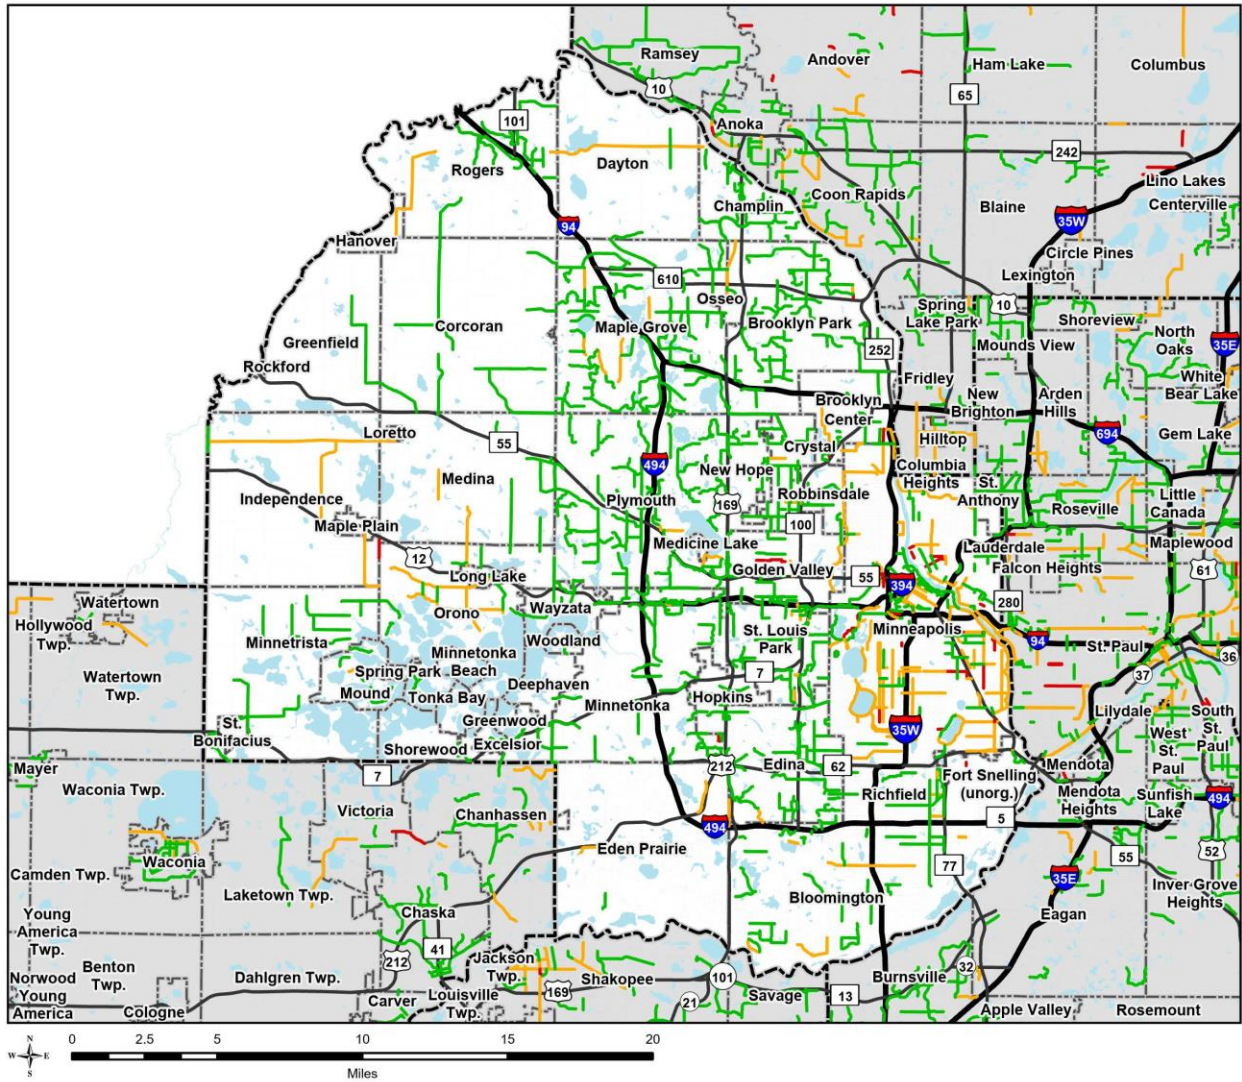 Ramsey
Andover
Ham Lake
Columbus
10
65
101
Anoka
242
Rogers
Dayton
Lino Lakes
Coon Rapids
Champlin
Blaine
Centerville
94
35W
Hanover
Circle Pines
Lexington
610
Osseo
10
Spring
Lake Park
Shoreview
Corcoran
Maple Grove
Brooklyn Park
North
Oaks
Greenfield
Mounds View
35E
252
Rockford
Fridley
White
Bear Lake
Brooklyn
Center
New
Brighton
Arden
Hills
Loretto
55
Crystal
Hilltop
694
Gem Lake
494
New Hope
Columbia
Heights
Medina
St.
Anthony
Robbinsdale
Independence
Plymouth
169
Little
Canada
Roseville
Maple Plain
100
12
Medicine Lake
Lauderdale
Maplewood
Golden Valley
55
Falcon Heights
61
Long Lake
394
280
Watertown
Hollywood
Twp.
Orono
Wayzata
Minnetrista
Woodland
St. Louis
Park
Minneapolis
94
St. Paul
36
Watertown
Twp.
Spring Park
Minnetonka
Beach
7
37
Mound
Tonka Bay
Deephaven
Hopkins
Minnetonka
Lilydale
South
St.
Paul
St.
Bonifacius
Greenwood
35W
West
St.
Paul
Shorewood
Excelsior
Mayer
7
212
Edina
62
Mendota
Waconia Twp.
Fort Snelling
(unorg.)
Richfield
Mendota
Heights
Sunfish
Lake
494
Victoria
Chanhassen
5
494
Waconia
Eden Prairie
55
52
Camden Twp.
77
35E
Laketown Twp.
Bloomington
Inver Grove
Heights
Young
America
Twp.
Chaska
Eagan
41
212
Jackson
Twp.
Norwood
Young
America
Benton
Twp.
Dahlgren Twp.
Shakopee
101
Burnsville
32
169
Carver
Louisville
Twp.
21
Savage
13
Cologne
Apple Valley
Rosemount
N
W
E
S
0
2.5
5
10
15
20
Miles